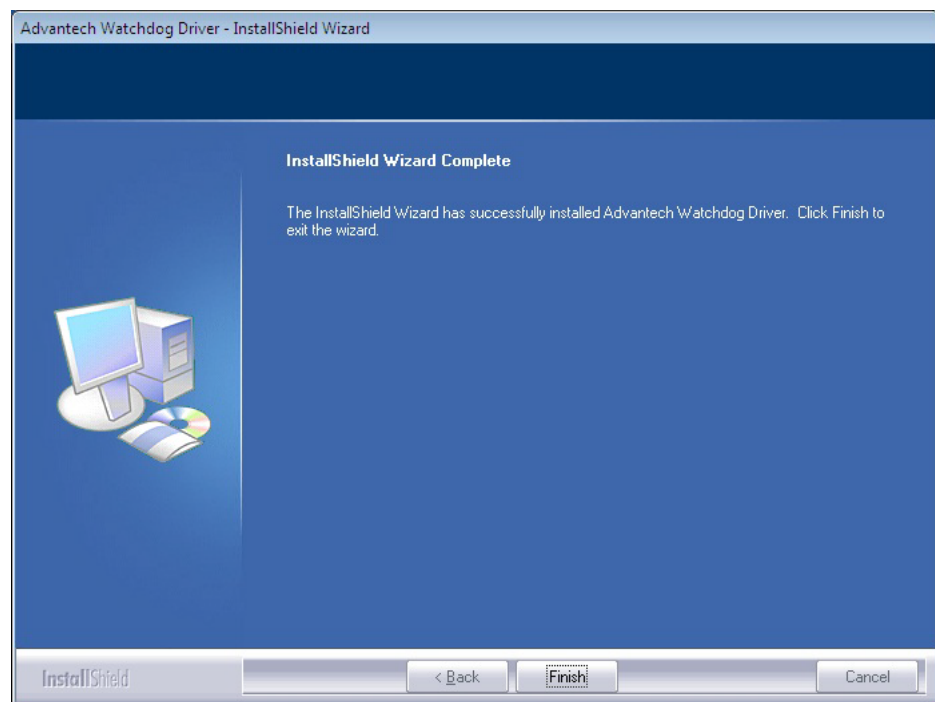 Advantech Watchdog Driver - InstallShield Wizard
InstallShield Wizard Complete
The InstallShield Wizard has successfully installed Advantech Watchdog Driver. Click Finish to
exit the wizard.
InstallShield
< Back
Finish
Cancel